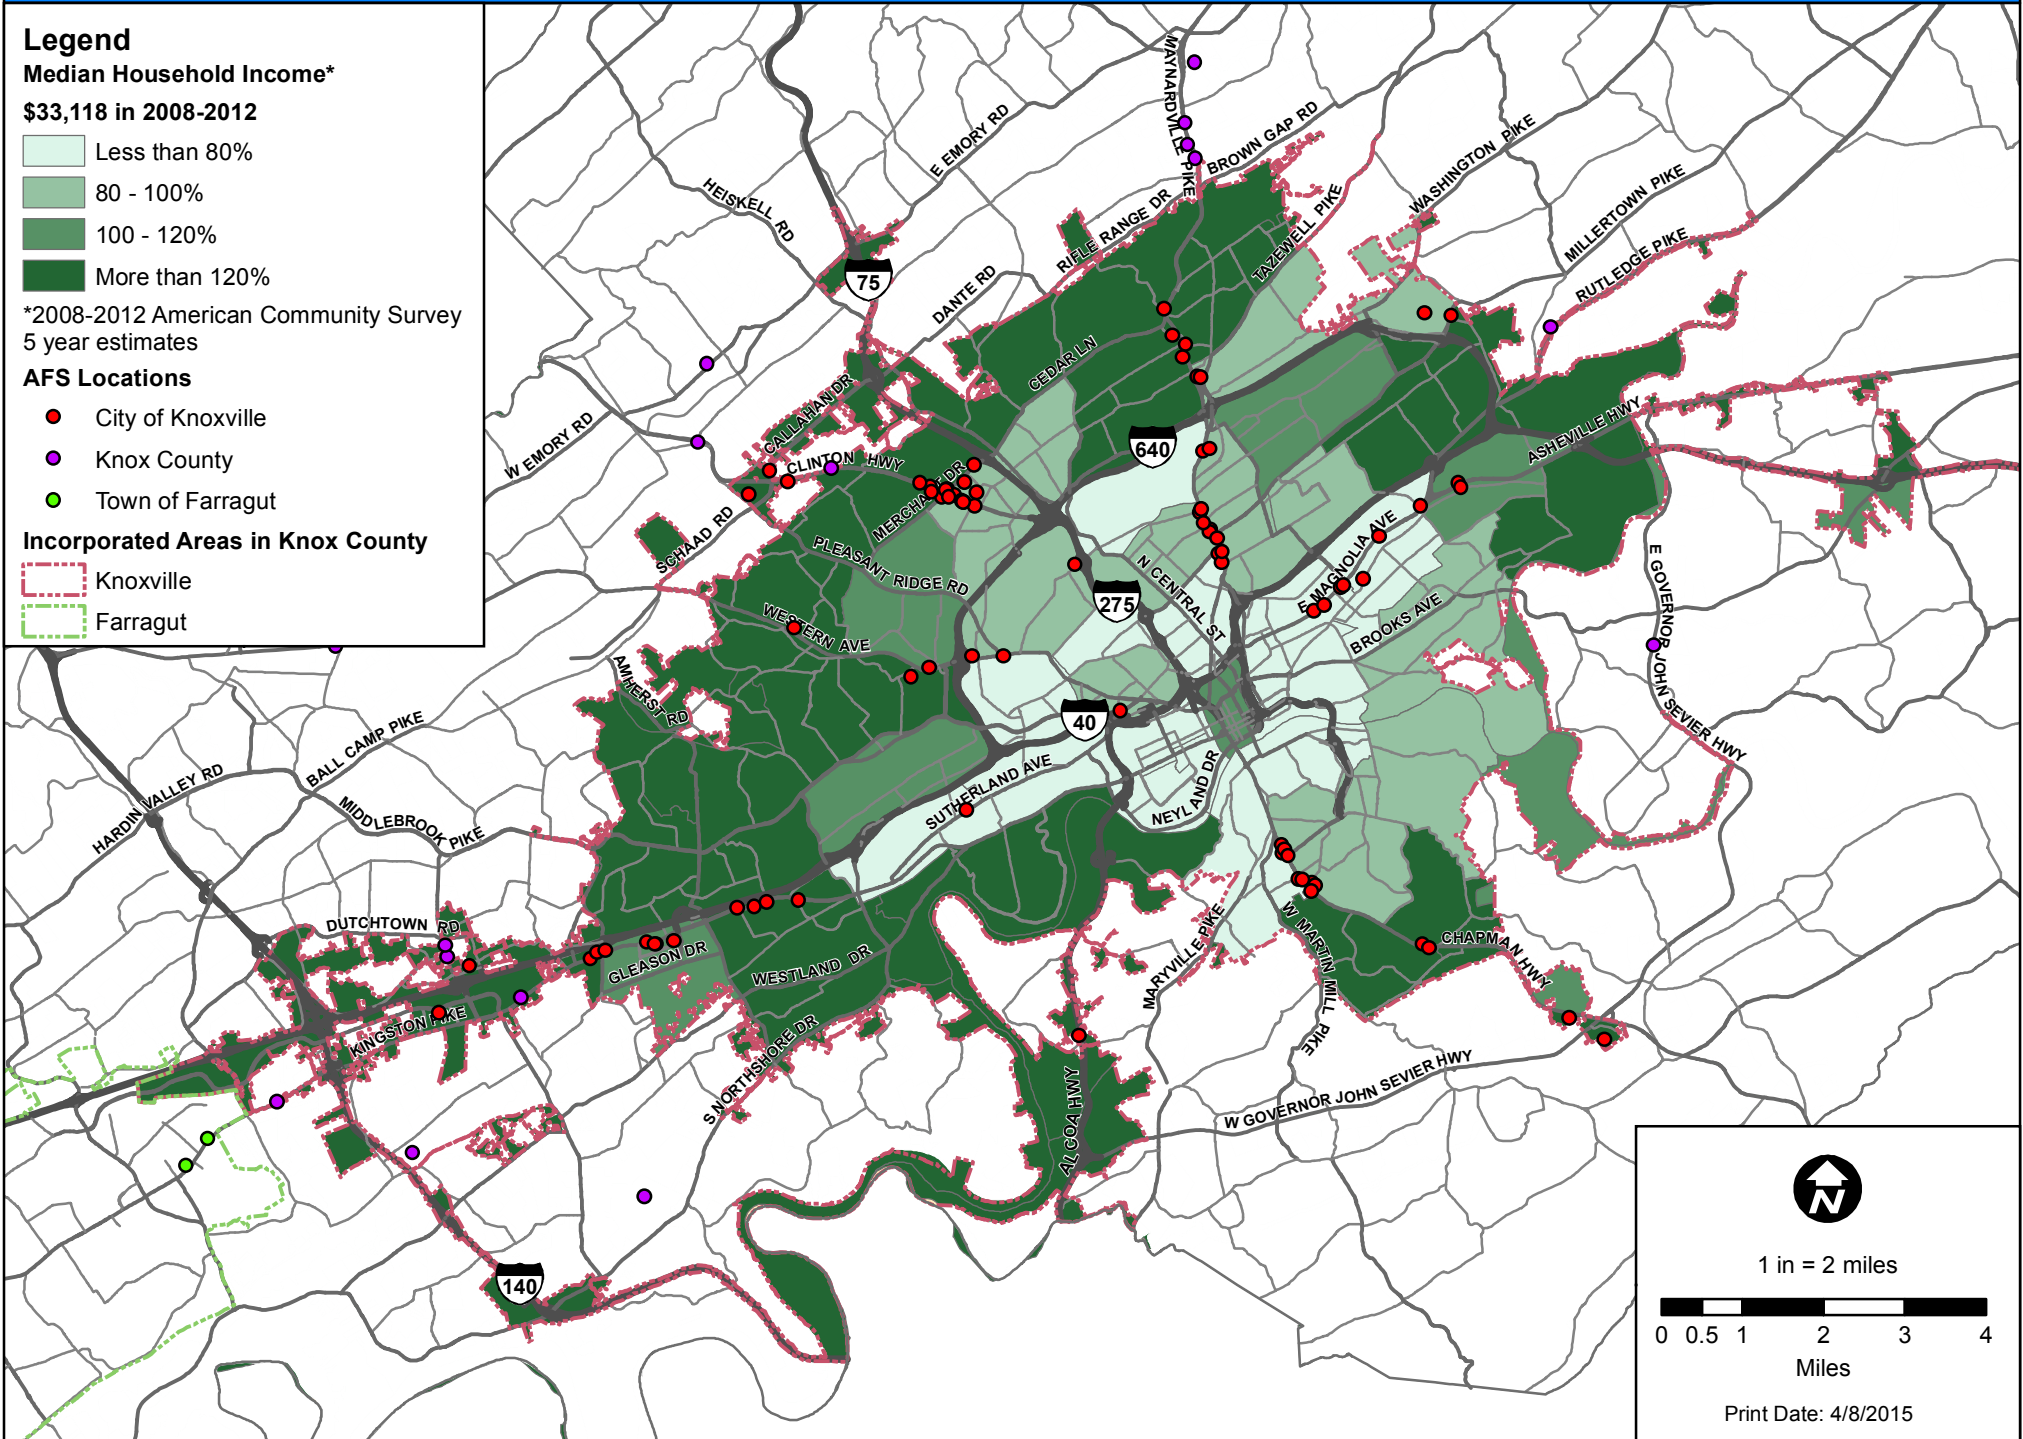 Legend
Median Household Income*
$33,118 in 2008-2012
Less than 80%
80 - 100%
100 - 120%
More than 120%
*2008-2012 American Community Survey
5 year estimates
AFS Locations
City of Knoxville
Knox County
Town of Farragut
Incorporated Areas in Knox County
Knoxville
Farragut
MAYNARDVILLE PIKE
E EMORY RD
BROWN GAP RD
WASHINGTON PIKE
HEISKELL RD
MILLERTOWN PIKE
RIFLE RANGE DR
TAZEWELL PIKE
RUTLEDGE PIKE
75
DANTE RD
CEDAR LN
CALLAHAN DR
W EMORY RD
ASHEVILLE HWY
640
CLINTON HWY
MERCHANT DR
SCHAAD RD
PLEASANT RIDGE RD
N CENTRAL ST
E MAGNOLIA AVE
275
BROOKS AVE
WESTERN AVE
E GOVERNOR JOHN SEVIER HWY
AMHERST RD
40
BALL CAMP PIKE
HARDIN VALLEY RD
MIDDLEBROOK PIKE
SUTHERLAND AVE
NEYLAND DR
DUTCHTOWN RD
GLEASON DR
WESTLAND DR
MARYVILLE PIKE
W MARTIN MILL PIKE
CHAPMAN HWY
KINGSTON PIKE
S NORTHSHORE DR
ALCOA HWY
W GOVERNOR JOHN SEVIER HWY
140
N
1 in = 2 miles
0 0.5 1 2 3 4
Miles
Print Date: 4/8/2015